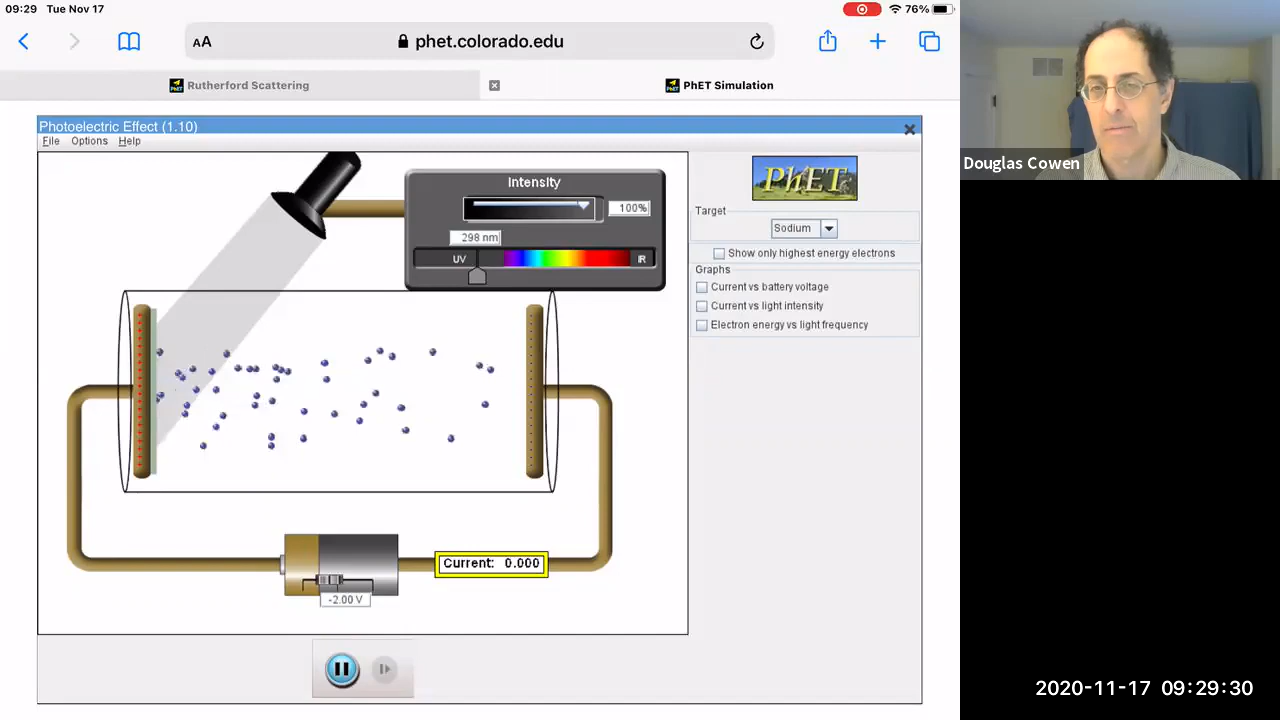 09:29 Tue Nov 17
76%
AA
phet.colorado.edu
PhET
Rutherford Scattering
PhET
PhET Simulation
Douglas Cowen
Photoelectric Effect (1.10)
File Options Help
Intensity
100%
298 nm
UV
IR
PhET
Target
Sodium
Show only highest energy electrons
Graphs
Current vs battery voltage
Current vs light intensity
Electron energy vs light frequency
Current: 0.000
-2.00 V
2020-11-17 09:29:30